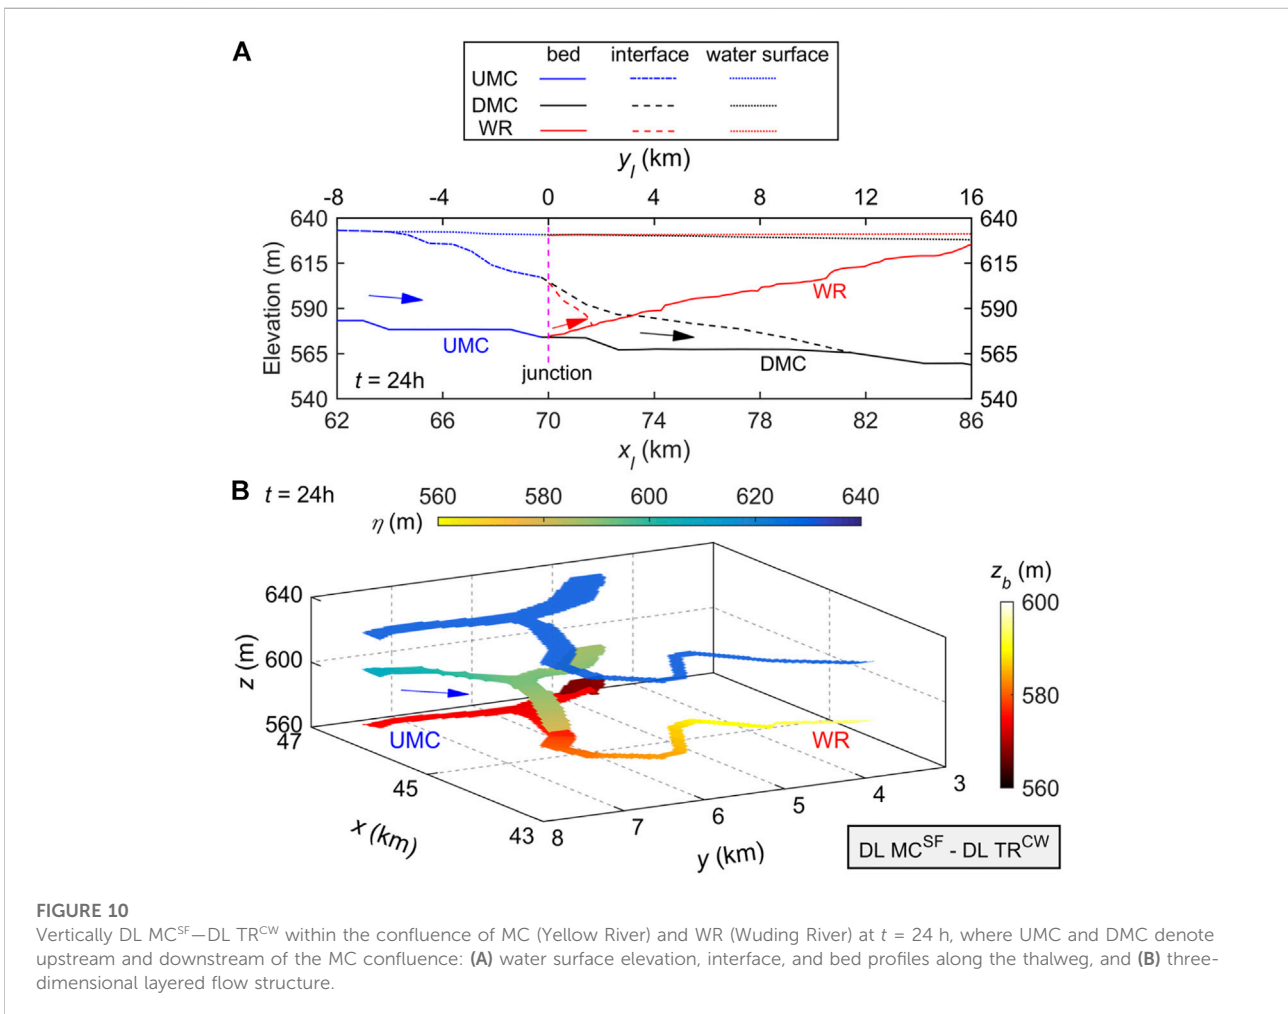 A
bed interface water surface
UMC
DMC
WR
y_l (km)
-8 -4 0 4 8 12 16
640 640
615 615
590 590
565 565
540 540
Elevation (m)
UMC
WR
DMC
junction
t = 24h
62 66 70 74 78 82 86
x_l (km)
B t = 24h
560 580 600 620 640
η (m)
z_b (m)
600
580
560
640
600
560
z (m)
47
45
43
x (km)
8 7 6 5 4 3
y (km)
UMC
WR
DL MC^SF - DL TR^CW
FIGURE 10
Vertically DL MC^SF—DL TR^CW within the confluence of MC (Yellow River) and WR (Wuding River) at t = 24 h, where UMC and DMC denote
upstream and downstream of the MC confluence: (A) water surface elevation, interface, and bed profiles along the thalweg, and (B) three-
dimensional layered flow structure.